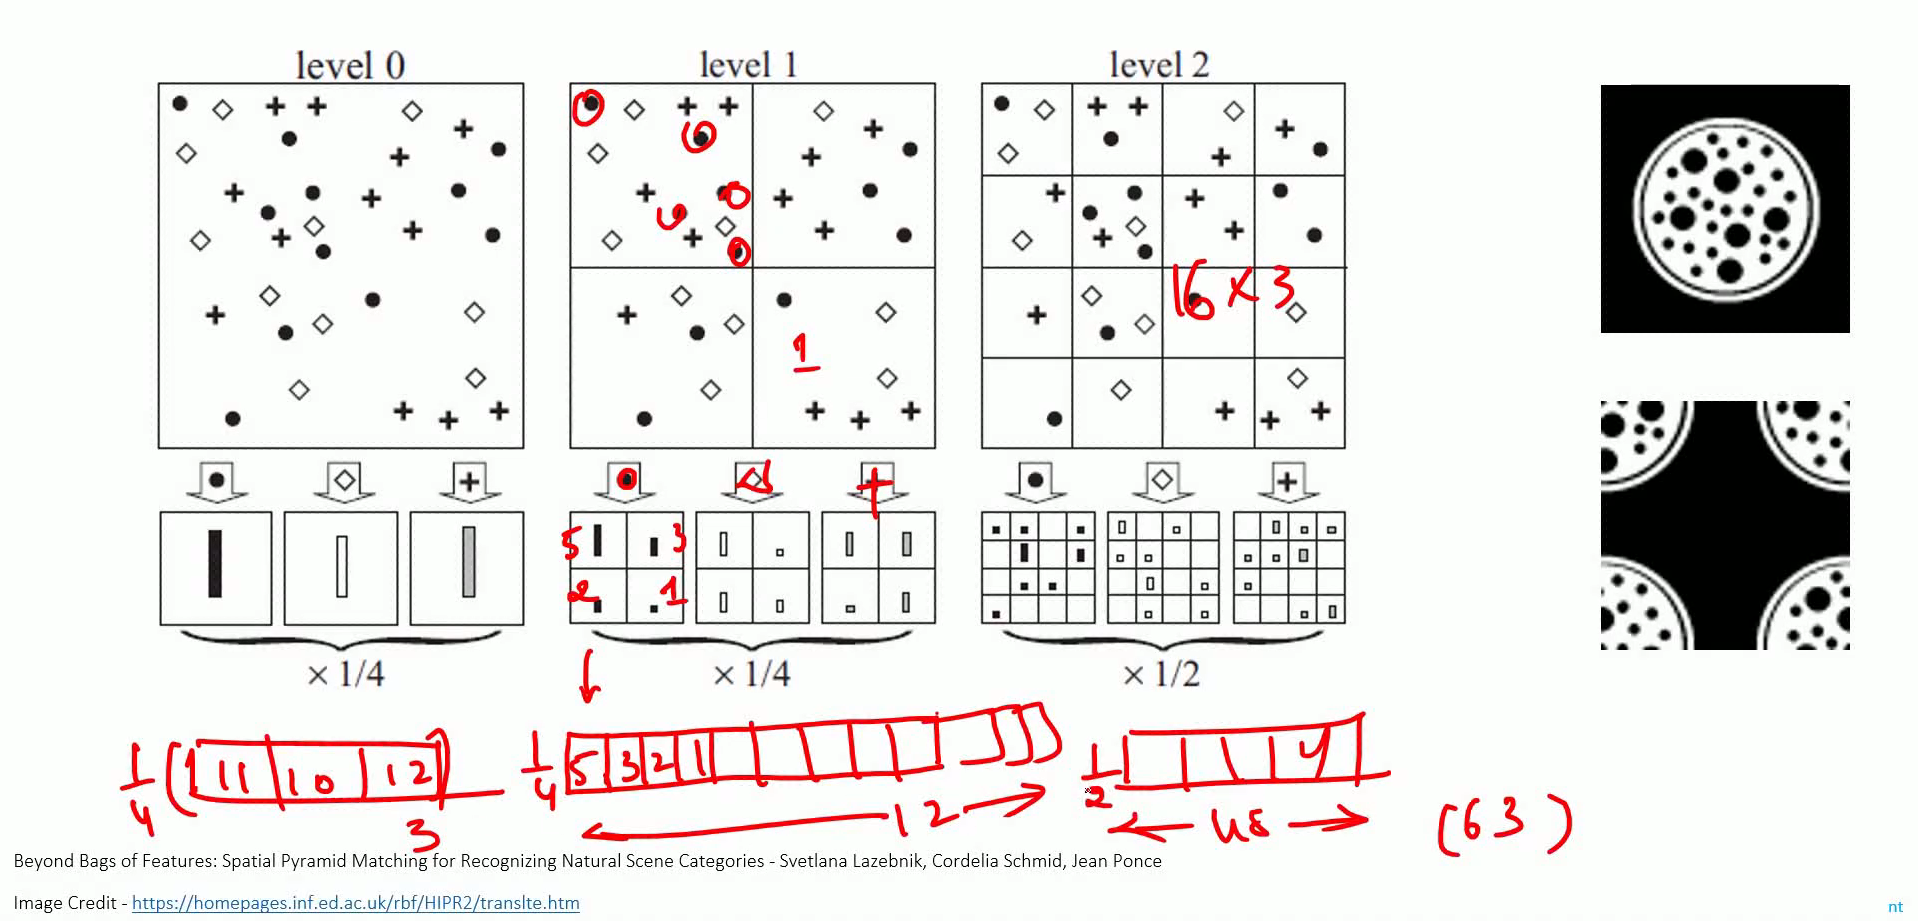 level 0 level 1 level 2
16 x 3
1
5 3
2 1
× 1/4 × 1/4 × 1/2
1/4 ( 11 10 12 ) 1/4 5 3 2 1 1/2
3 12 48 (63)
Beyond Bags of Features: Spatial Pyramid Matching for Recognizing Natural Scene Categories - Svetlana Lazebnik, Cordelia Schmid, Jean Ponce
Image Credit - https://homepages.inf.ed.ac.uk/rbf/HIPR2/translte.htm
nt